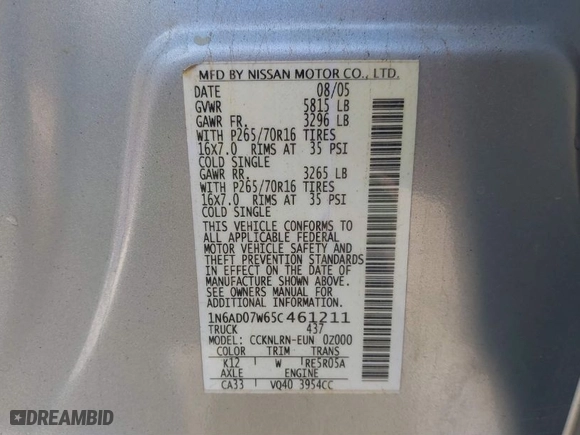 MFD BY NISSAN MOTOR CO., LTD.
DATE 08/05
GVWR 5815 LB
GAWR FR. 3296 LB
WITH P265/70R16 TIRES
16X7.0 RIMS AT 35 PSI
COLD SINGLE
GAWR RR. 3265 LB
WITH P265/70R16 TIRES
16X7.0 RIMS AT 35 PSI
COLD SINGLE
THIS VEHICLE CONFORMS TO
ALL APPLICABLE FEDERAL
MOTOR VEHICLE SAFETY AND
THEFT PREVENTION STANDARDS
IN EFFECT ON THE DATE OF
MANUFACTURE SHOWN ABOVE.
SEE OWNERS MANUAL FOR
ADDITIONAL INFORMATION.
1N6AD07W65C461211
TRUCK 437
MODEL: CCKNLRN-EUN 0Z000
COLOR TRIM TRANS
K12 W RE5R05A
AXLE ENGINE
CA33 VQ40 3954CC
DREAMBID